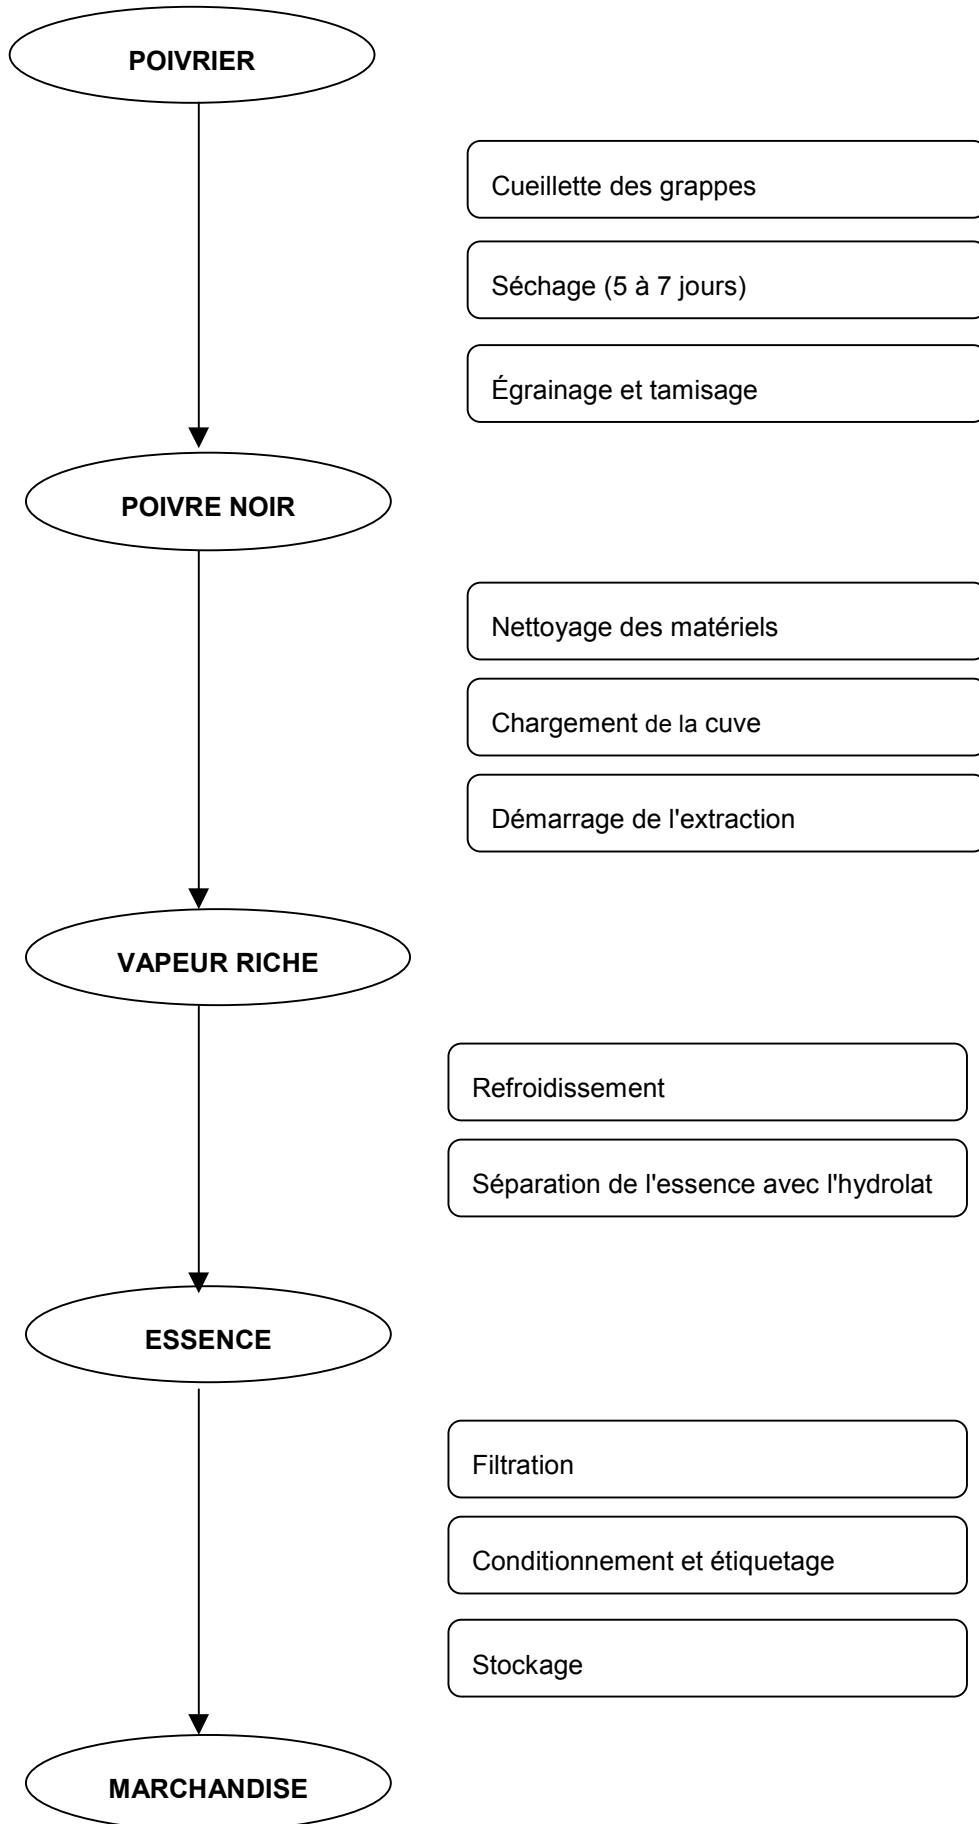 POIVRIER
Cueillette des grappes
Séchage (5 à 7 jours)
Égrainage et tamisage
POIVRE NOIR
Nettoyage des matériels
Chargement de la cuve
Démarrage de l'extraction
VAPEUR RICHE
Refroidissement
Séparation de l'essence avec l'hydrolat
ESSENCE
Filtration
Conditionnement et étiquetage
Stockage
MARCHANDISE